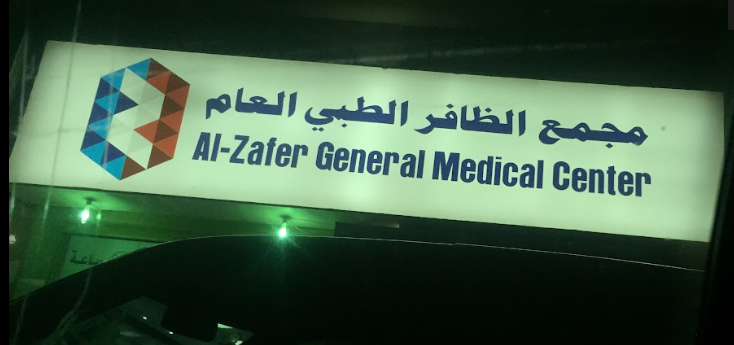 مجمع الظافر الطبي العام
Al-Zafer General Medical Center